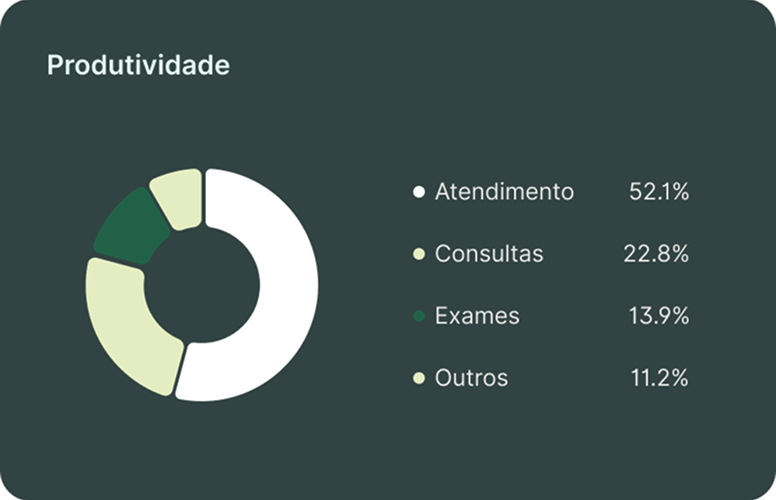 Produtividade
Atendimento 52.1%
Consultas 22.8%
Exames 13.9%
Outros 11.2%